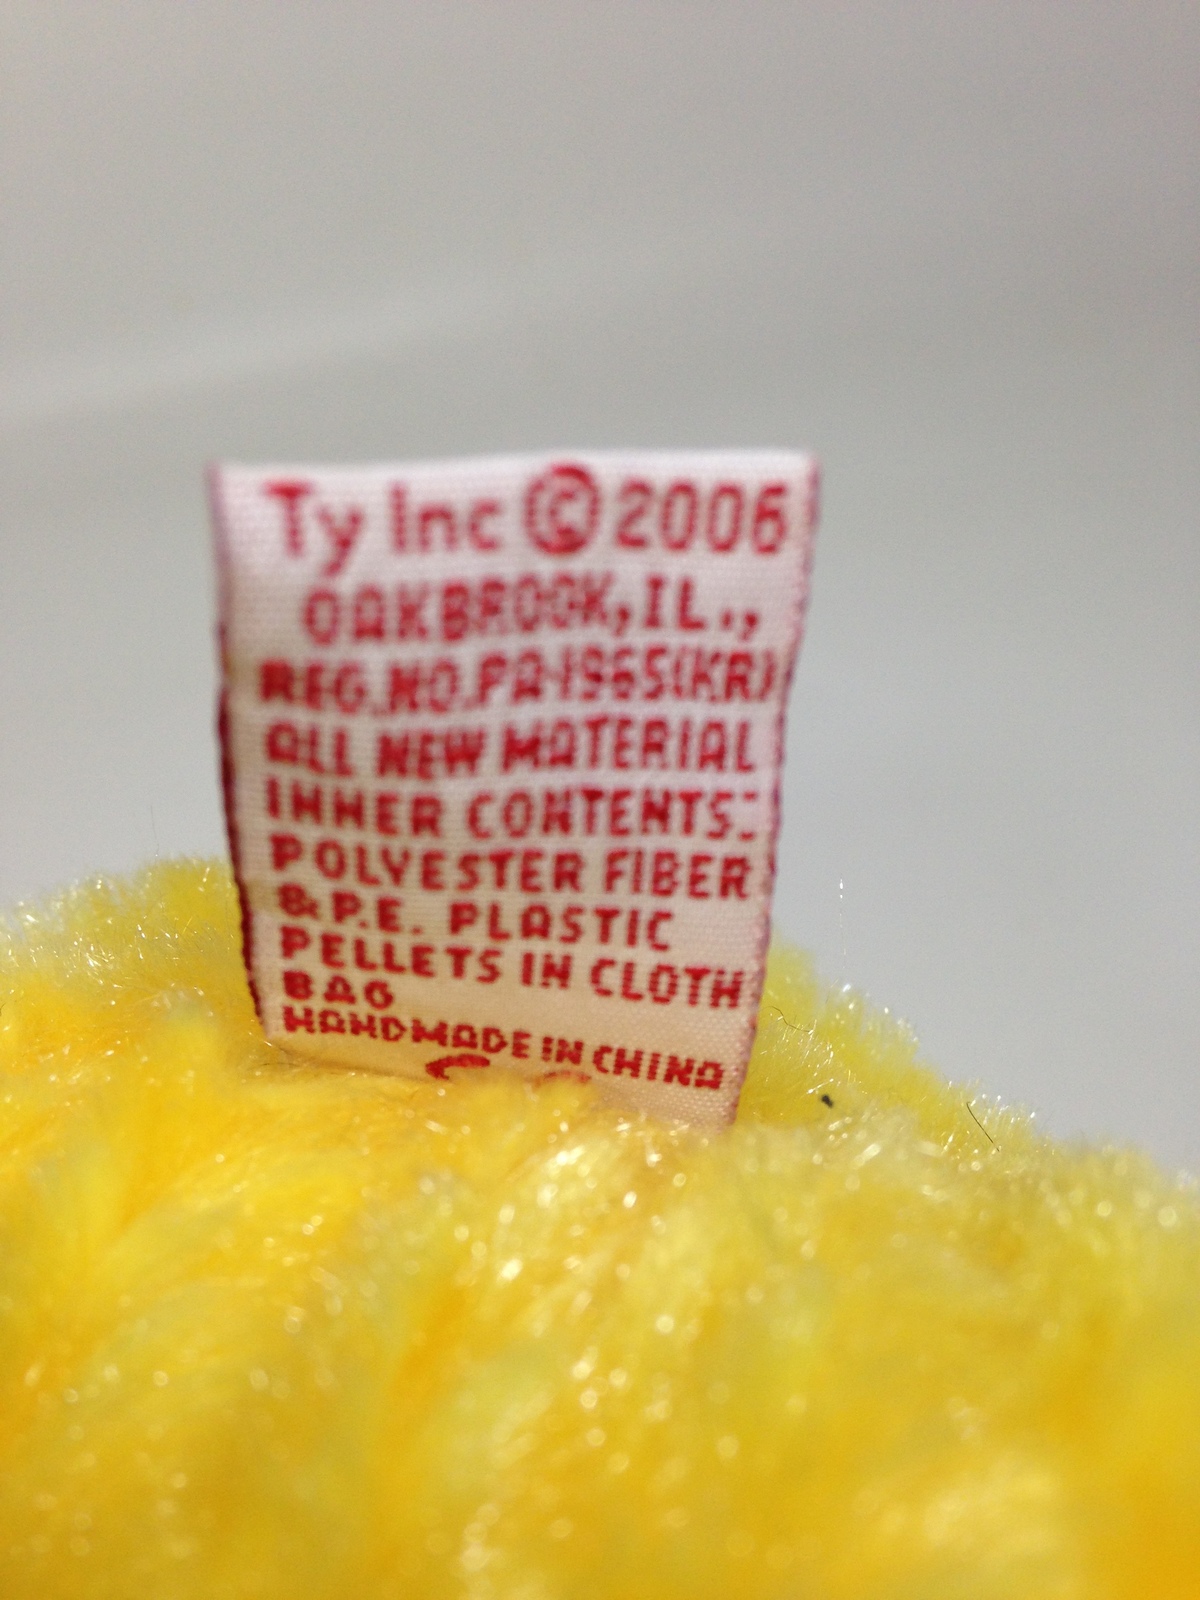 Ty Inc © 2006
OAKBROOK, IL.,
REG.NO.PA-1965(KR)
ALL NEW MATERIAL
INNER CONTENTS:
POLYESTER FIBER
& P.E. PLASTIC
PELLETS IN CLOTH
BAG
HANDMADE IN CHINA